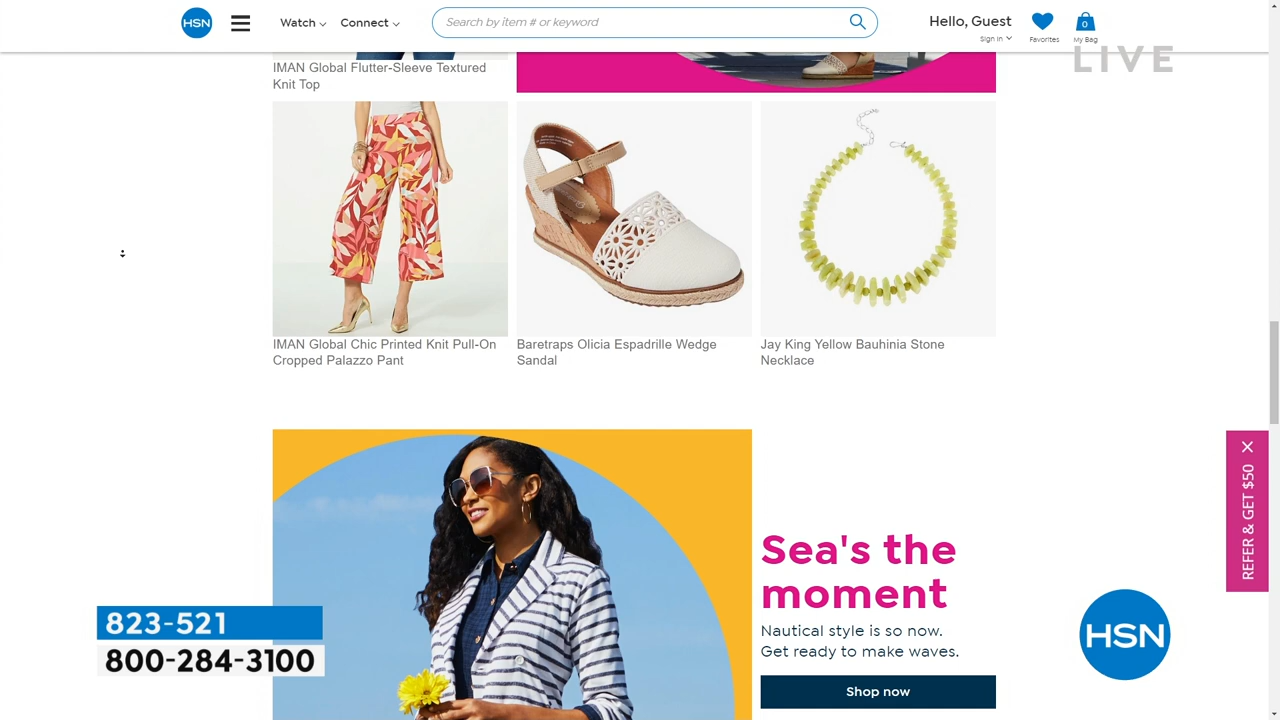 HSN
Watch
Connect
Search by item # or keyword
Hello, Guest
Sign In
Favorites
0
My Bag
LIVE
IMAN Global Flutter-Sleeve Textured
Knit Top
IMAN Global Chic Printed Knit Pull-On
Cropped Palazzo Pant
Baretraps Olicia Espadrille Wedge
Sandal
Jay King Yellow Bauhinia Stone
Necklace
REFER & GET $50
Sea's the
moment
Nautical style is so now.
Get ready to make waves.
Shop now
823-521
800-284-3100
HSN